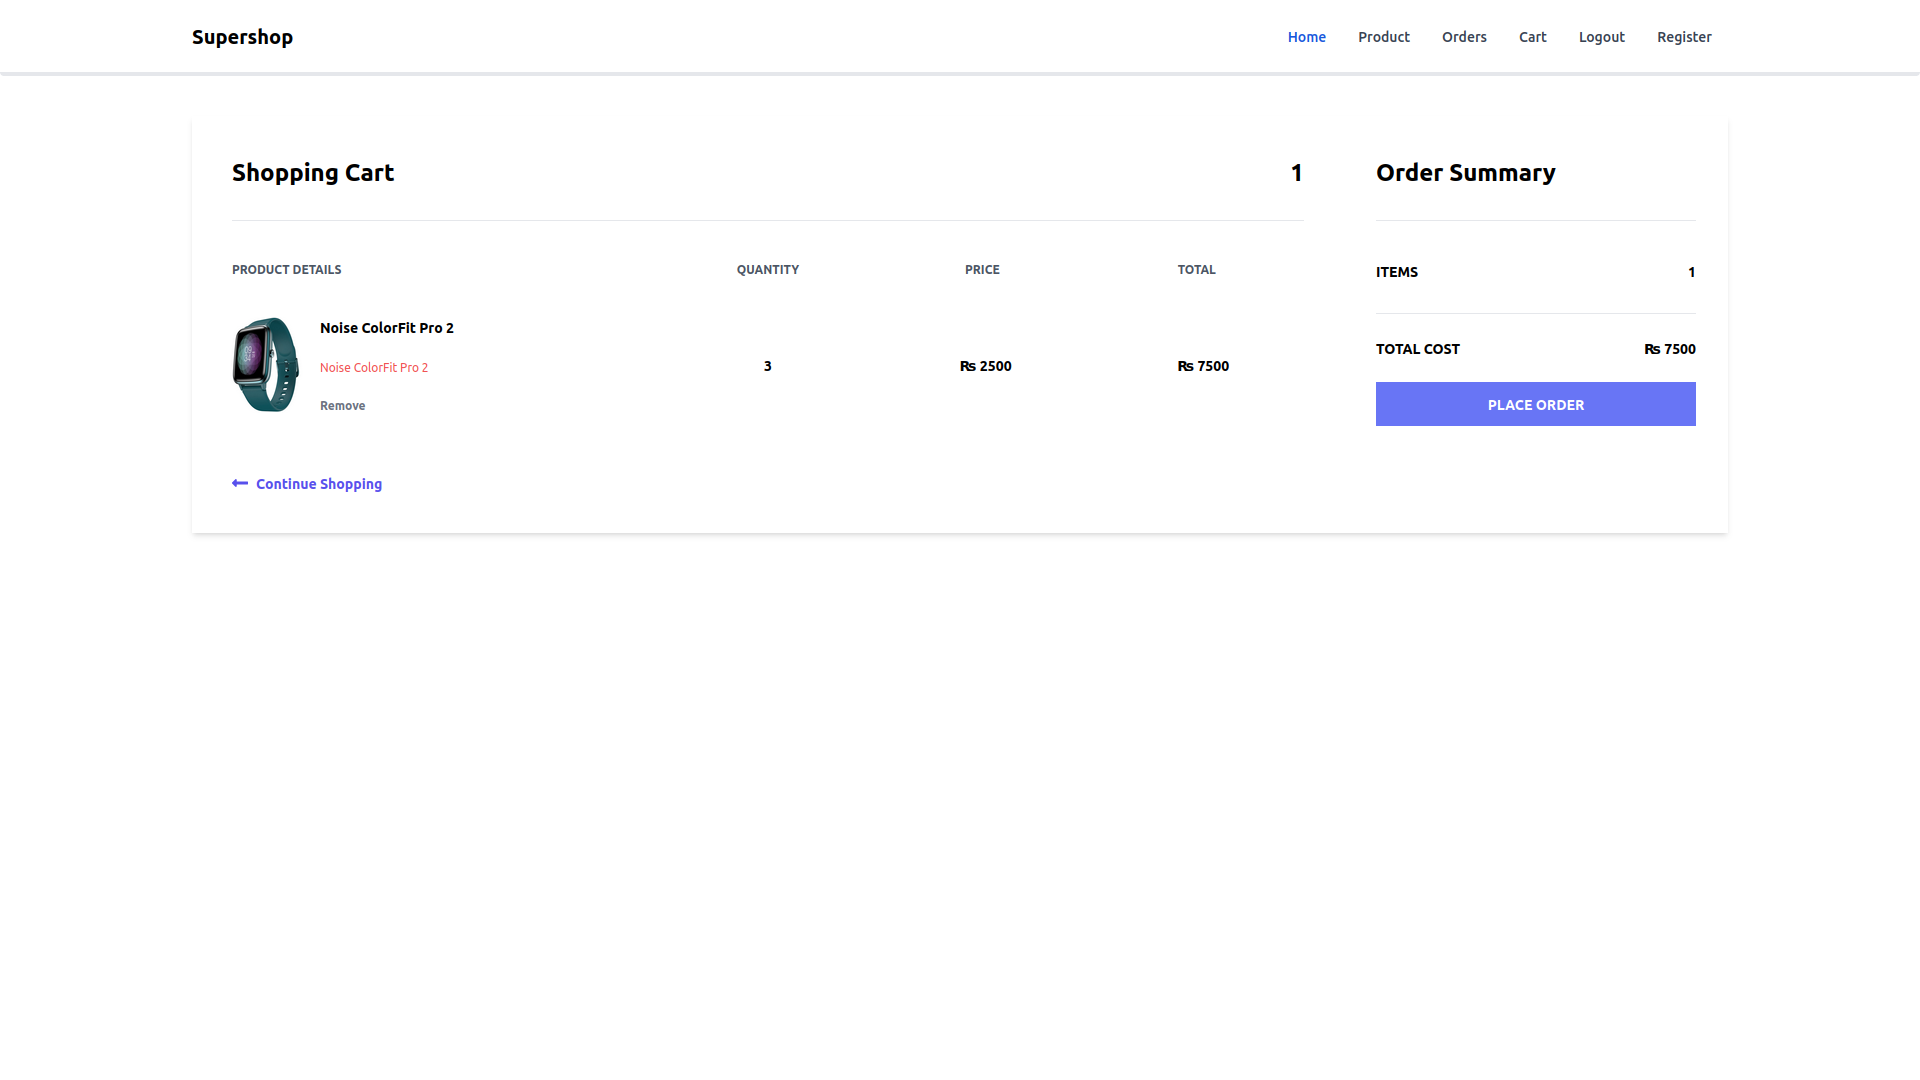 Supershop
Home Product Orders Cart Logout Register
Shopping Cart 1
Order Summary
PRODUCT DETAILS QUANTITY PRICE TOTAL
ITEMS 1
Noise ColorFit Pro 2
Noise ColorFit Pro 2
Remove
3 ₨ 2500 ₨ 7500
TOTAL COST ₨ 7500
PLACE ORDER
Continue Shopping